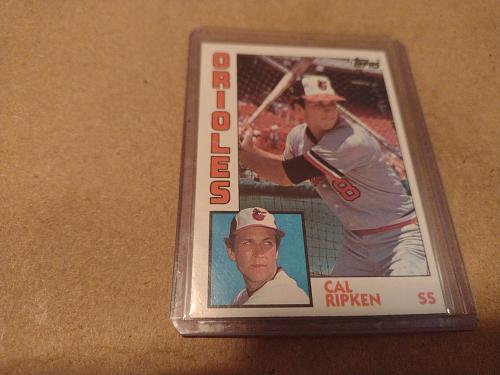 Topps
ORIOLES
8
CAL
RIPKEN
SS